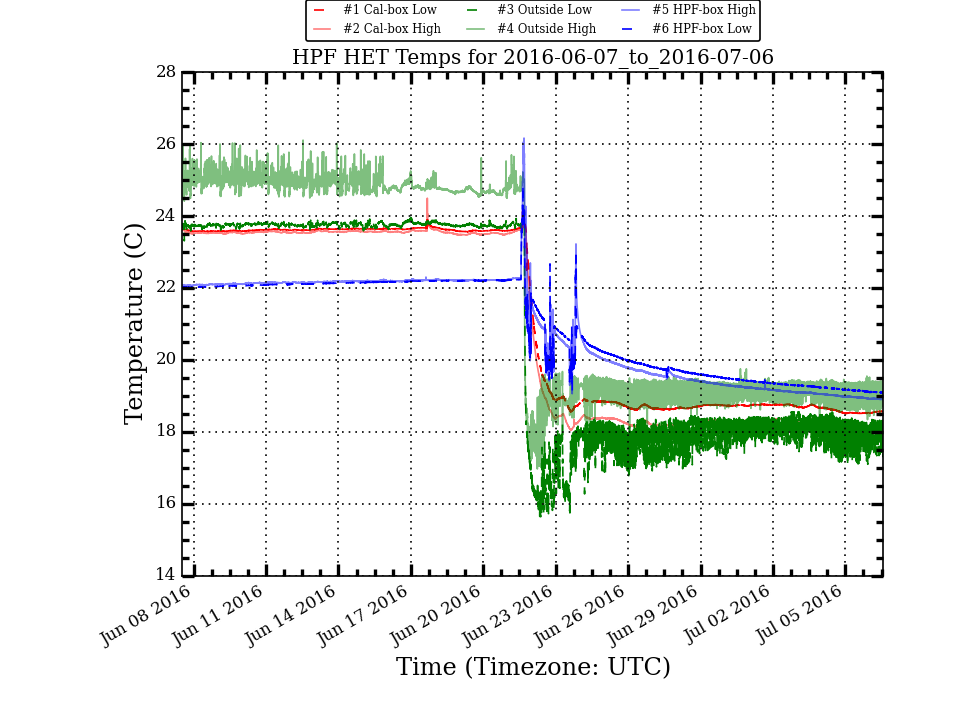 #1 Cal-box Low #3 Outside Low #5 HPF-box High
#2 Cal-box High #4 Outside High #6 HPF-box Low
HPF HET Temps for 2016-06-07_to_2016-07-06
28
26
24
22
20
18
16
14
Temperature (C)
Jun 08 2016 Jun 11 2016 Jun 14 2016 Jun 17 2016 Jun 20 2016 Jun 23 2016 Jun 26 2016 Jun 29 2016 Jul 02 2016 Jul 05 2016
Time (Timezone: UTC)